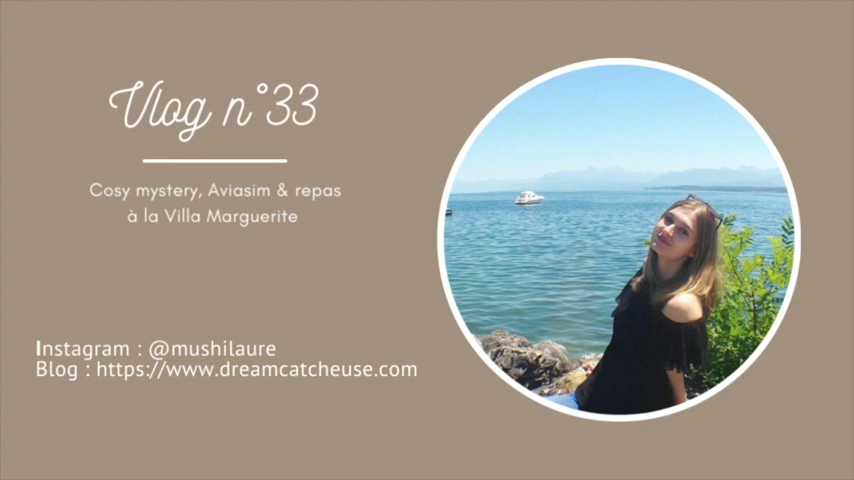 Vlog n°33
Cosy mystery, Aviasim & repas
à la Villa Marguerite
Instagram : @mushilaure
Blog : https://www.dreamcatcheuse.com